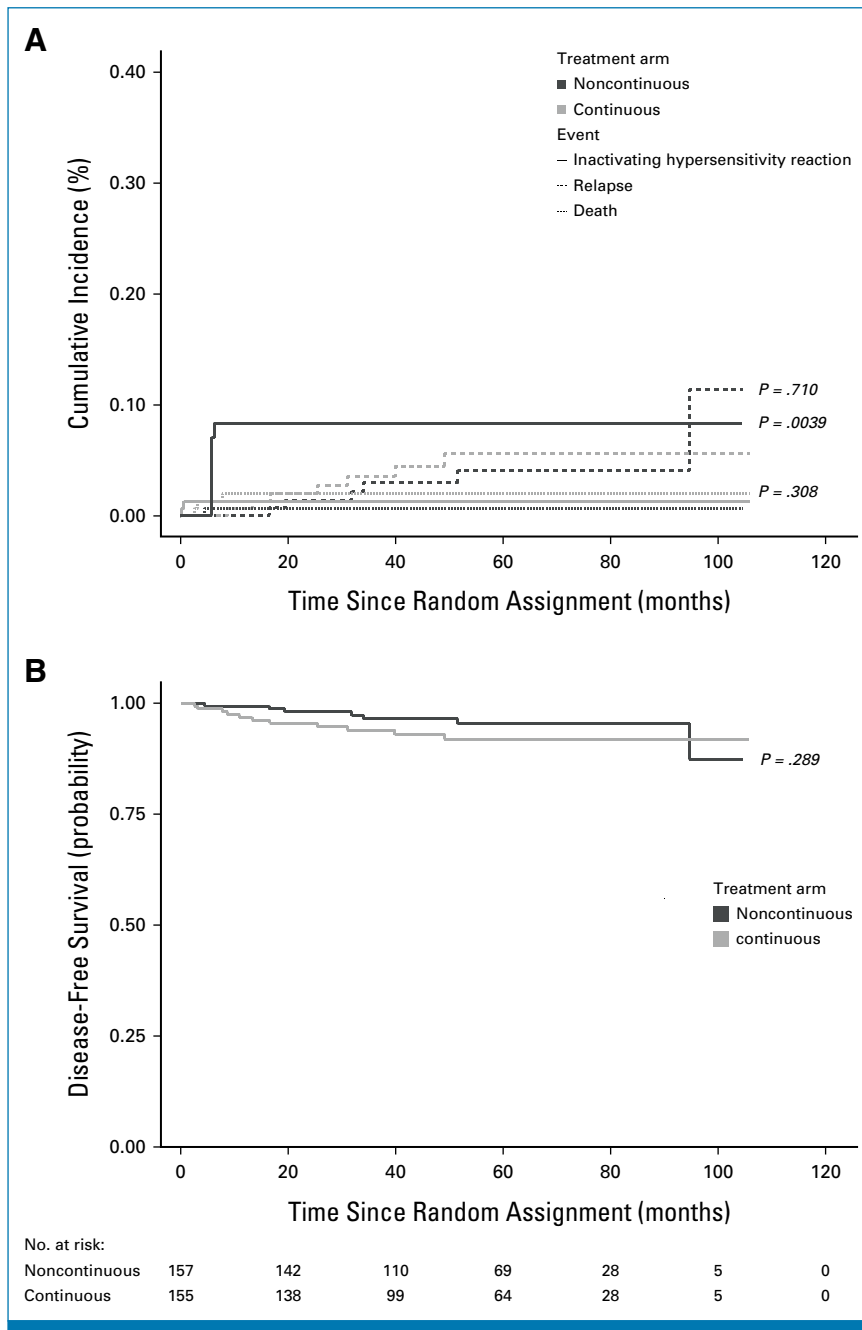 A
Cumulative Incidence (%)
0.40
0.30
0.20
0.10
0.00
Treatment arm
Noncontinuous
Continuous
Event
Inactivating hypersensitivity reaction
Relapse
Death
P = .710
P = .0039
P = .308
0 20 40 60 80 100 120
Time Since Random Assignment (months)
B
Disease-Free Survival (probability)
1.00
0.75
0.50
0.25
0.00
P = .289
Treatment arm
Noncontinuous
continuous
0 20 40 60 80 100 120
Time Since Random Assignment (months)
No. at risk:
Noncontinuous 157 142 110 69 28 5 0
Continuous 155 138 99 64 28 5 0